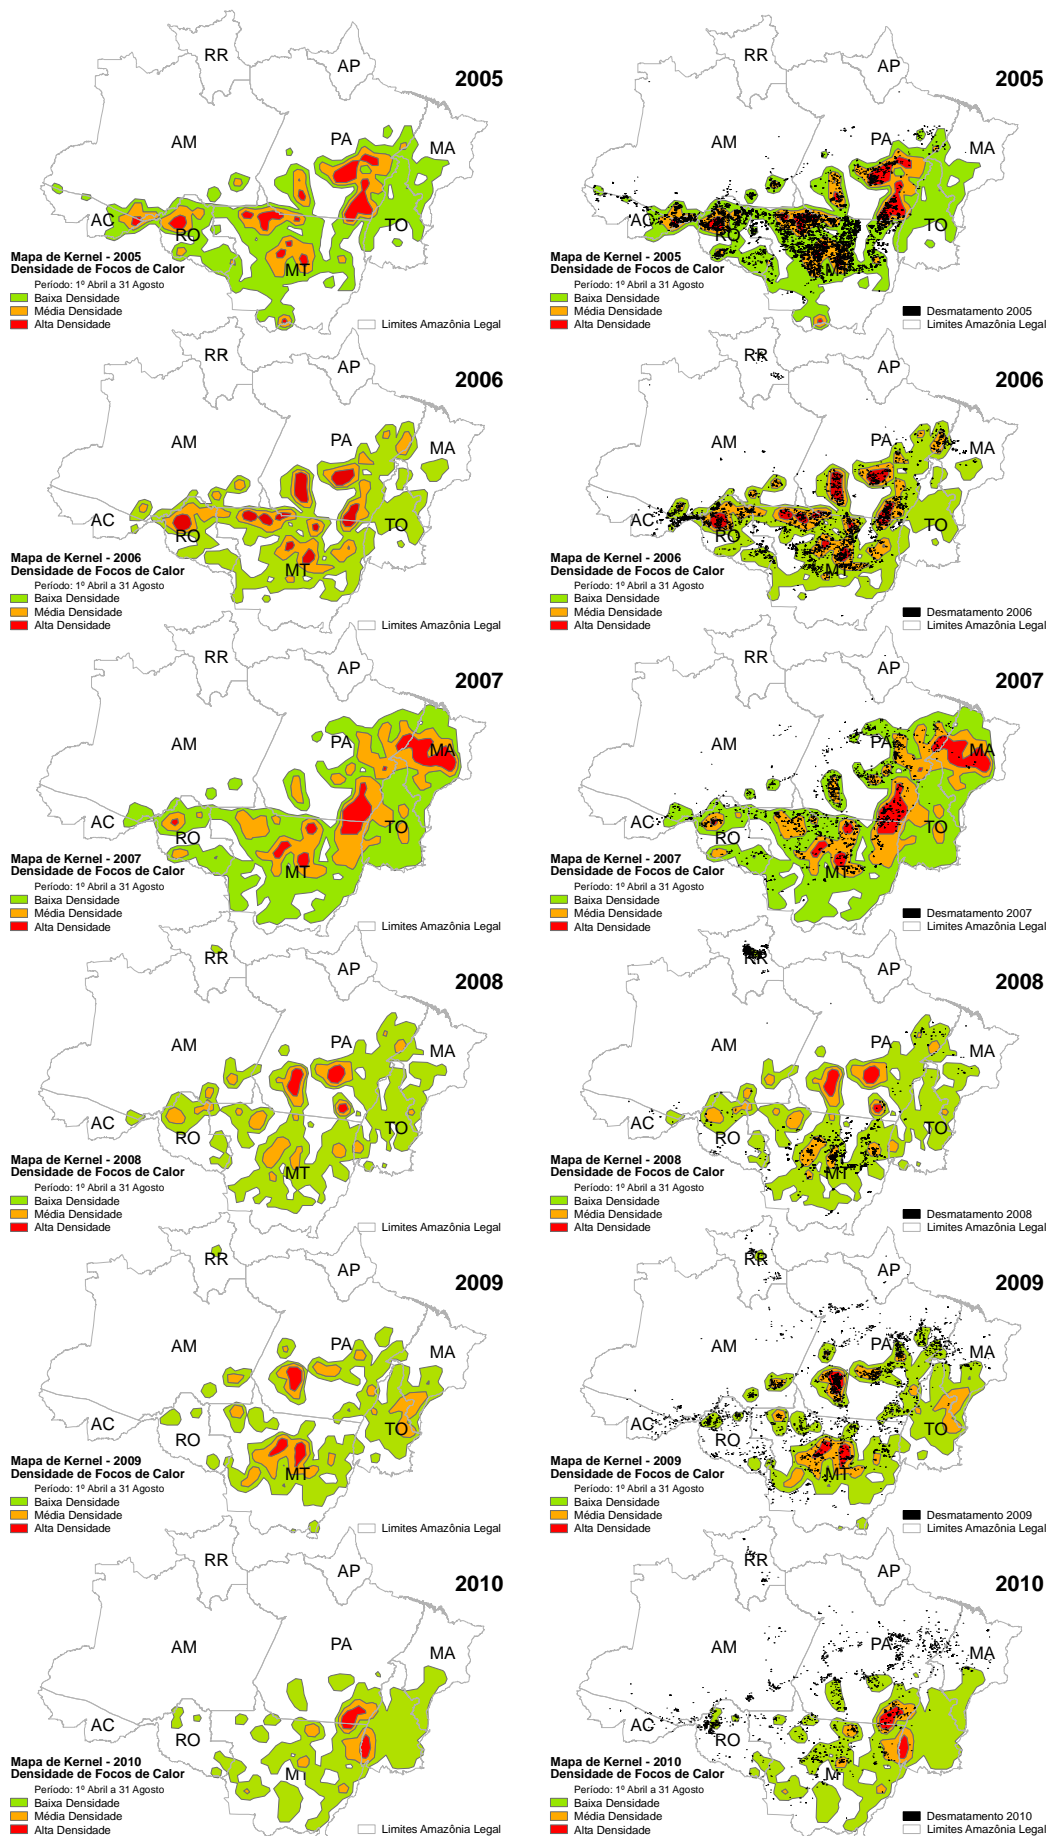 RR
AP
2005
AM
PA
MA
AC
RO
TO
MT
Mapa de Kernel - 2005
Densidade de Focos de Calor
Período: 1º Abril a 31 Agosto
Baixa Densidade
Média Densidade
Alta Densidade
Limites Amazônia Legal
RR
AP
2005
AM
PA
MA
AC
RO
TO
MT
Mapa de Kernel - 2005
Densidade de Focos de Calor
Período: 1º Abril a 31 Agosto
Baixa Densidade
Média Densidade
Alta Densidade
Desmatamento 2005
Limites Amazônia Legal
RR
AP
2006
AM
PA
MA
AC
RO
TO
MT
Mapa de Kernel - 2006
Densidade de Focos de Calor
Período: 1º Abril a 31 Agosto
Baixa Densidade
Média Densidade
Alta Densidade
Limites Amazônia Legal
RR
AP
2006
AM
PA
MA
AC
RO
TO
MT
Mapa de Kernel - 2006
Densidade de Focos de Calor
Período: 1º Abril a 31 Agosto
Baixa Densidade
Média Densidade
Alta Densidade
Desmatamento 2006
Limites Amazônia Legal
RR
AP
2007
AM
PA
MA
AC
RO
TO
MT
Mapa de Kernel - 2007
Densidade de Focos de Calor
Período: 1º Abril a 31 Agosto
Baixa Densidade
Média Densidade
Alta Densidade
Limites Amazônia Legal
RR
AP
2007
AM
PA
MA
AC
RO
TO
MT
Mapa de Kernel - 2007
Densidade de Focos de Calor
Período: 1º Abril a 31 Agosto
Baixa Densidade
Média Densidade
Alta Densidade
Desmatamento 2007
Limites Amazônia Legal
RR
AP
2008
AM
PA
MA
AC
RO
TO
MT
Mapa de Kernel - 2008
Densidade de Focos de Calor
Período: 1º Abril a 31 Agosto
Baixa Densidade
Média Densidade
Alta Densidade
Limites Amazônia Legal
RR
AP
2008
AM
PA
MA
AC
RO
TO
MT
Mapa de Kernel - 2008
Densidade de Focos de Calor
Período: 1º Abril a 31 Agosto
Baixa Densidade
Média Densidade
Alta Densidade
Desmatamento 2008
Limites Amazônia Legal
RR
AP
2009
AM
PA
MA
AC
RO
TO
MT
Mapa de Kernel - 2009
Densidade de Focos de Calor
Período: 1º Abril a 31 Agosto
Baixa Densidade
Média Densidade
Alta Densidade
Limites Amazônia Legal
RR
AP
2009
AM
PA
MA
AC
RO
TO
MT
Mapa de Kernel - 2009
Densidade de Focos de Calor
Período: 1º Abril a 31 Agosto
Baixa Densidade
Média Densidade
Alta Densidade
Desmatamento 2009
Limites Amazônia Legal
RR
AP
2010
AM
PA
MA
AC
RO
TO
MT
Mapa de Kernel - 2010
Densidade de Focos de Calor
Período: 1º Abril a 31 Agosto
Baixa Densidade
Média Densidade
Alta Densidade
Limites Amazônia Legal
RR
AP
2010
AM
PA
MA
AC
RO
TO
MT
Mapa de Kernel - 2010
Densidade de Focos de Calor
Período: 1º Abril a 31 Agosto
Baixa Densidade
Média Densidade
Alta Densidade
Desmatamento 2010
Limites Amazônia Legal